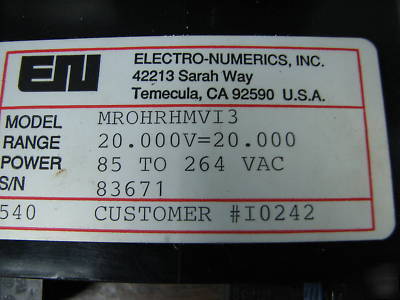 ENI ELECTRO-NUMERICS, INC.
42213 Sarah Way
Temecula, CA 92590 U.S.A.
MODEL MROHRHMVI3
RANGE 20.000V=20.000
POWER 85 TO 264 VAC
S/N 83671
540 CUSTOMER #I0242